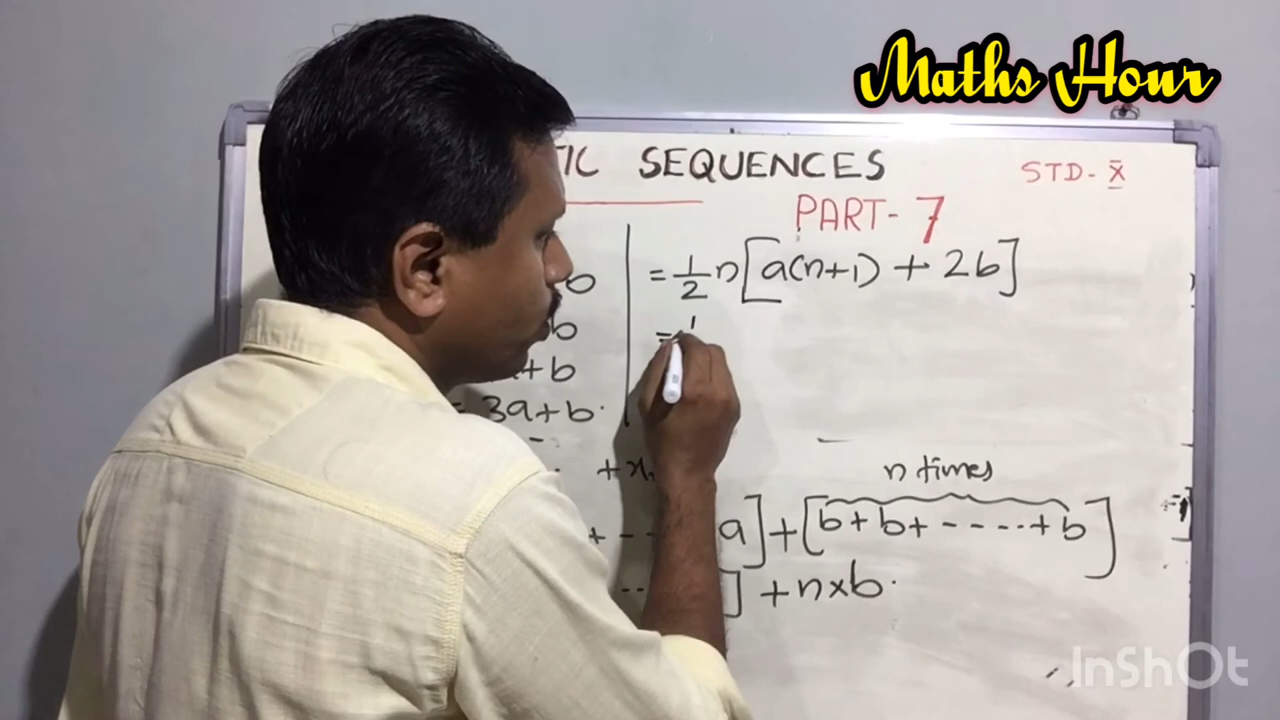 Maths Hour
TIC SEQUENCES
STD-X
PART-7
= 1/2 n[a(n+1) + 2b]
b
= 1
+b
= 3a+b.
n times
a]+[b+b+-----+b]
] +n×b.
InShOt